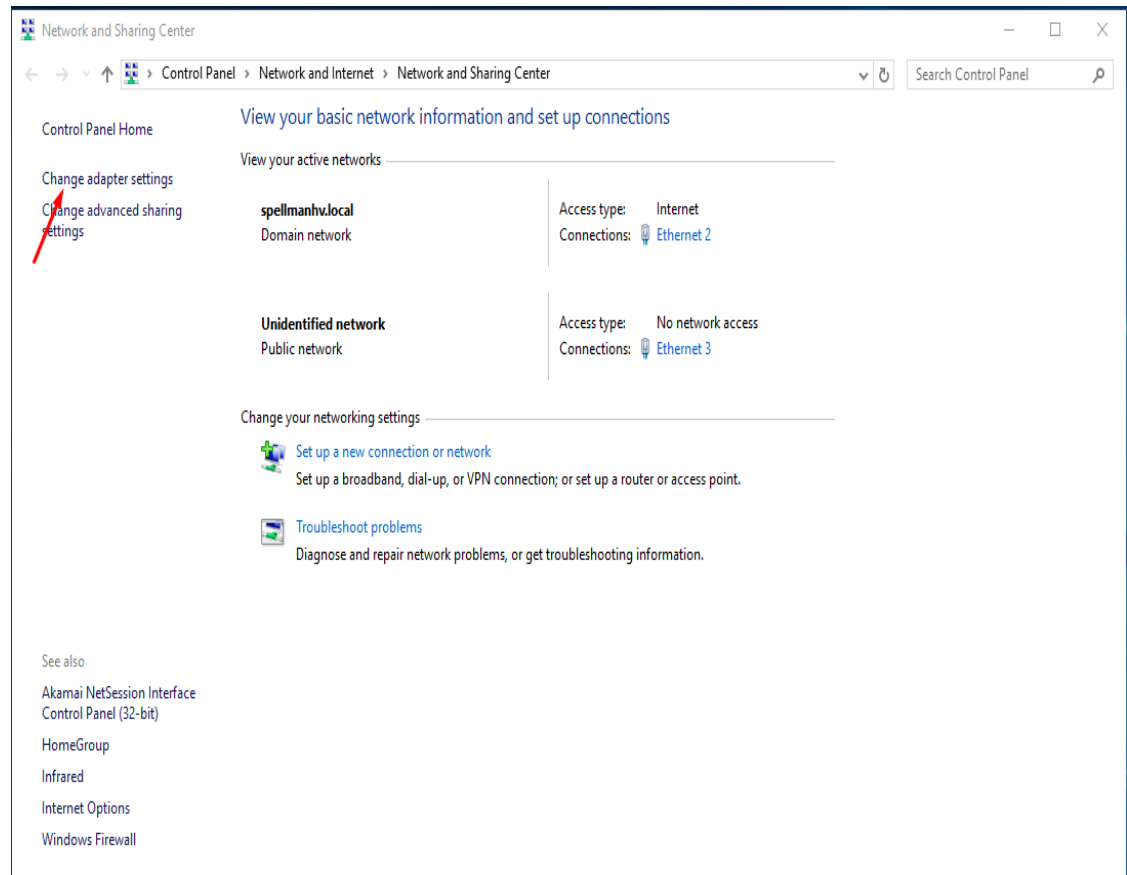 Network and Sharing Center
Control Panel > Network and Internet > Network and Sharing Center
Search Control Panel
Control Panel Home
Change adapter settings
Change advanced sharing
settings
View your basic network information and set up connections
View your active networks
spellmanhv.local
Domain network
Access type: Internet
Connections: Ethernet 2
Unidentified network
Public network
Access type: No network access
Connections: Ethernet 3
Change your networking settings
Set up a new connection or network
Set up a broadband, dial-up, or VPN connection; or set up a router or access point.
Troubleshoot problems
Diagnose and repair network problems, or get troubleshooting information.
See also
Akamai NetSession Interface
Control Panel (32-bit)
HomeGroup
Infrared
Internet Options
Windows Firewall